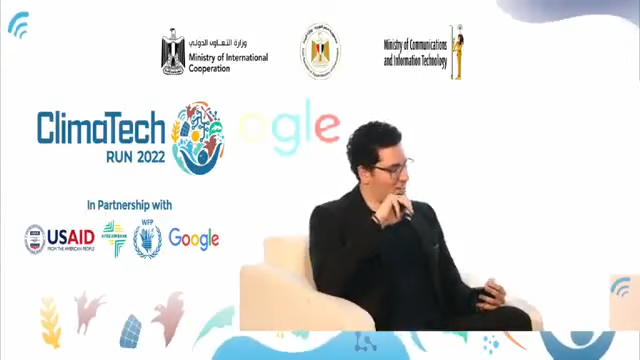 وزارة التعاون الدولي
Ministry of International
Cooperation
Ministry of Communications
and Information Technology
ClimaTech
RUN 2022
ogle
In Partnership with
USAID
FROM THE AMERICAN PEOPLE
WFP
Google